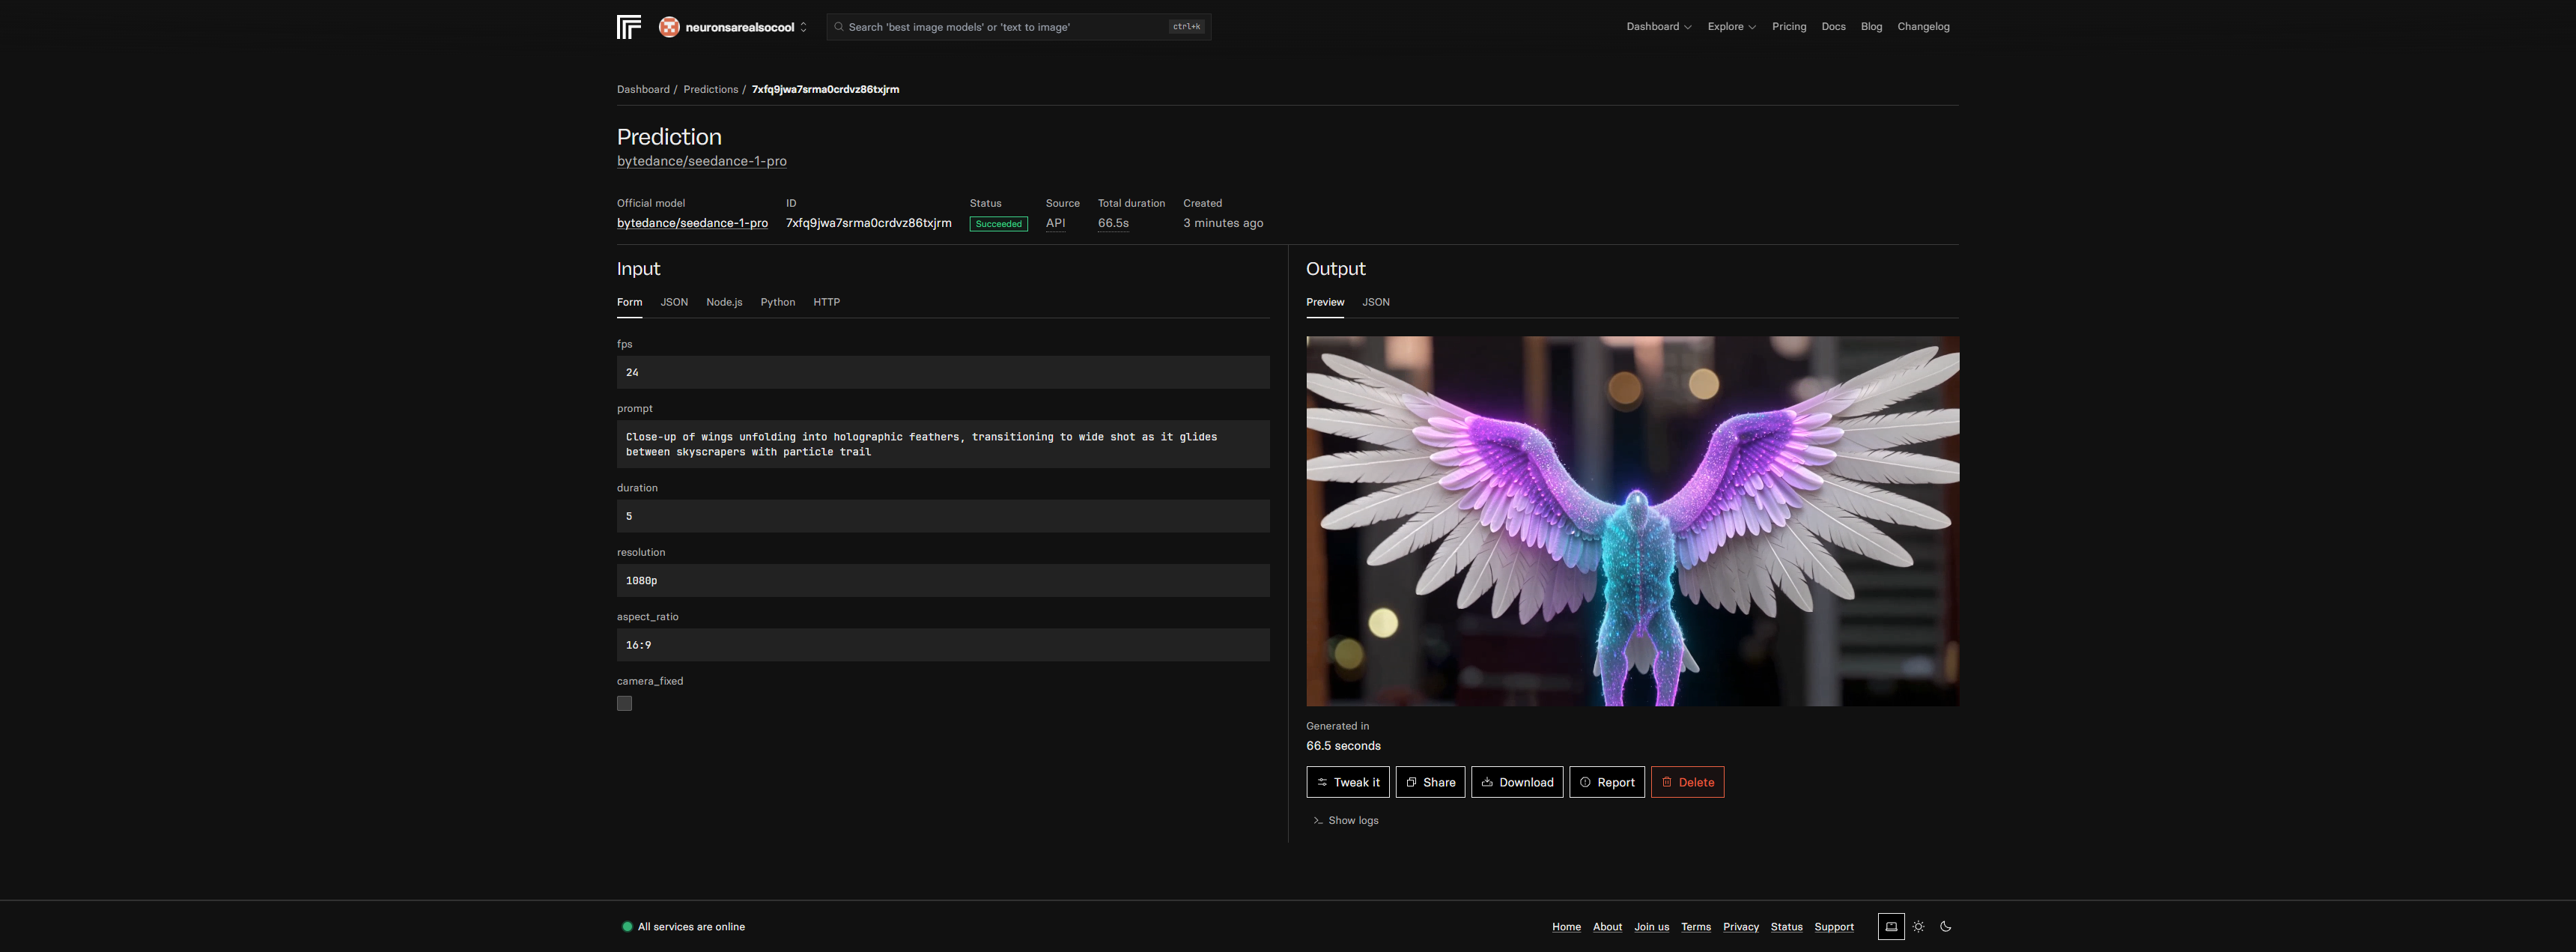 neuronsarealsocool
Search 'best image models' or 'text to image'
ctrl+k
Dashboard
Explore
Pricing
Docs
Blog
Changelog
Dashboard / Predictions / 7xfq9jwa7srma0crdvz86txjrm
Prediction
bytedance/seedance-1-pro
Official model
bytedance/seedance-1-pro
ID
7xfq9jwa7srma0crdvz86txjrm
Status
Succeeded
Source
API
Total duration
66.5s
Created
3 minutes ago
Input
Form
JSON
Node.js
Python
HTTP
fps
24
prompt
Close-up of wings unfolding into holographic feathers, transitioning to wide shot as it glides
between skyscrapers with particle trail
duration
5
resolution
1080p
aspect_ratio
16:9
camera_fixed
Output
Preview
JSON
Generated in
66.5 seconds
Tweak it
Share
Download
Report
Delete
>_ Show logs
All services are online
Home
About
Join us
Terms
Privacy
Status
Support